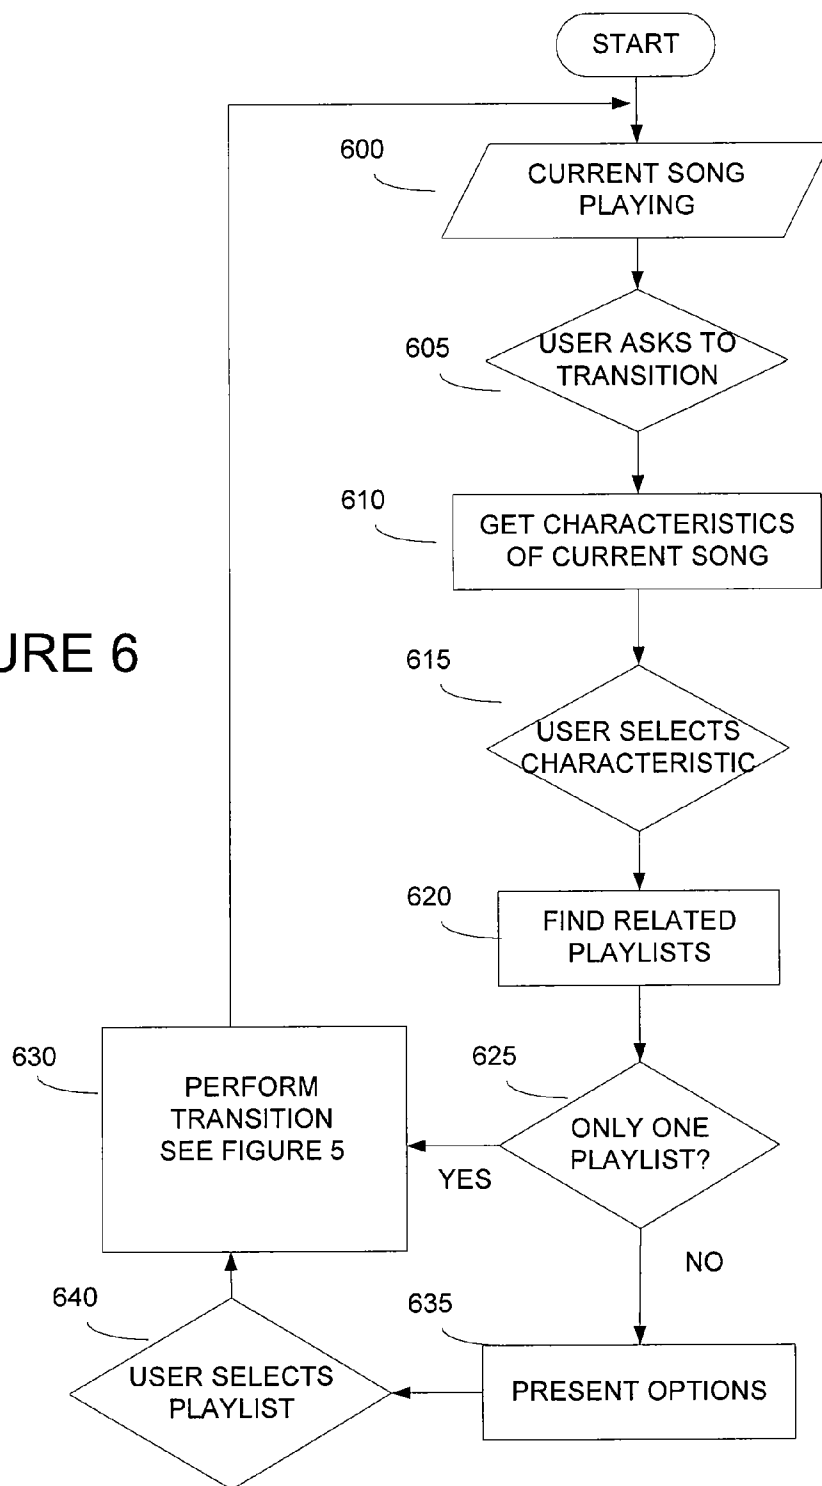 START
600
CURRENT SONG
PLAYING
605
USER ASKS TO
TRANSITION
610
GET CHARACTERISTICS
OF CURRENT SONG
URE 6
615
USER SELECTS
CHARACTERISTIC
620
FIND RELATED
PLAYLISTS
630
PERFORM
TRANSITION
SEE FIGURE 5
625
ONLY ONE
PLAYLIST?
YES
NO
640
USER SELECTS
PLAYLIST
635
PRESENT OPTIONS